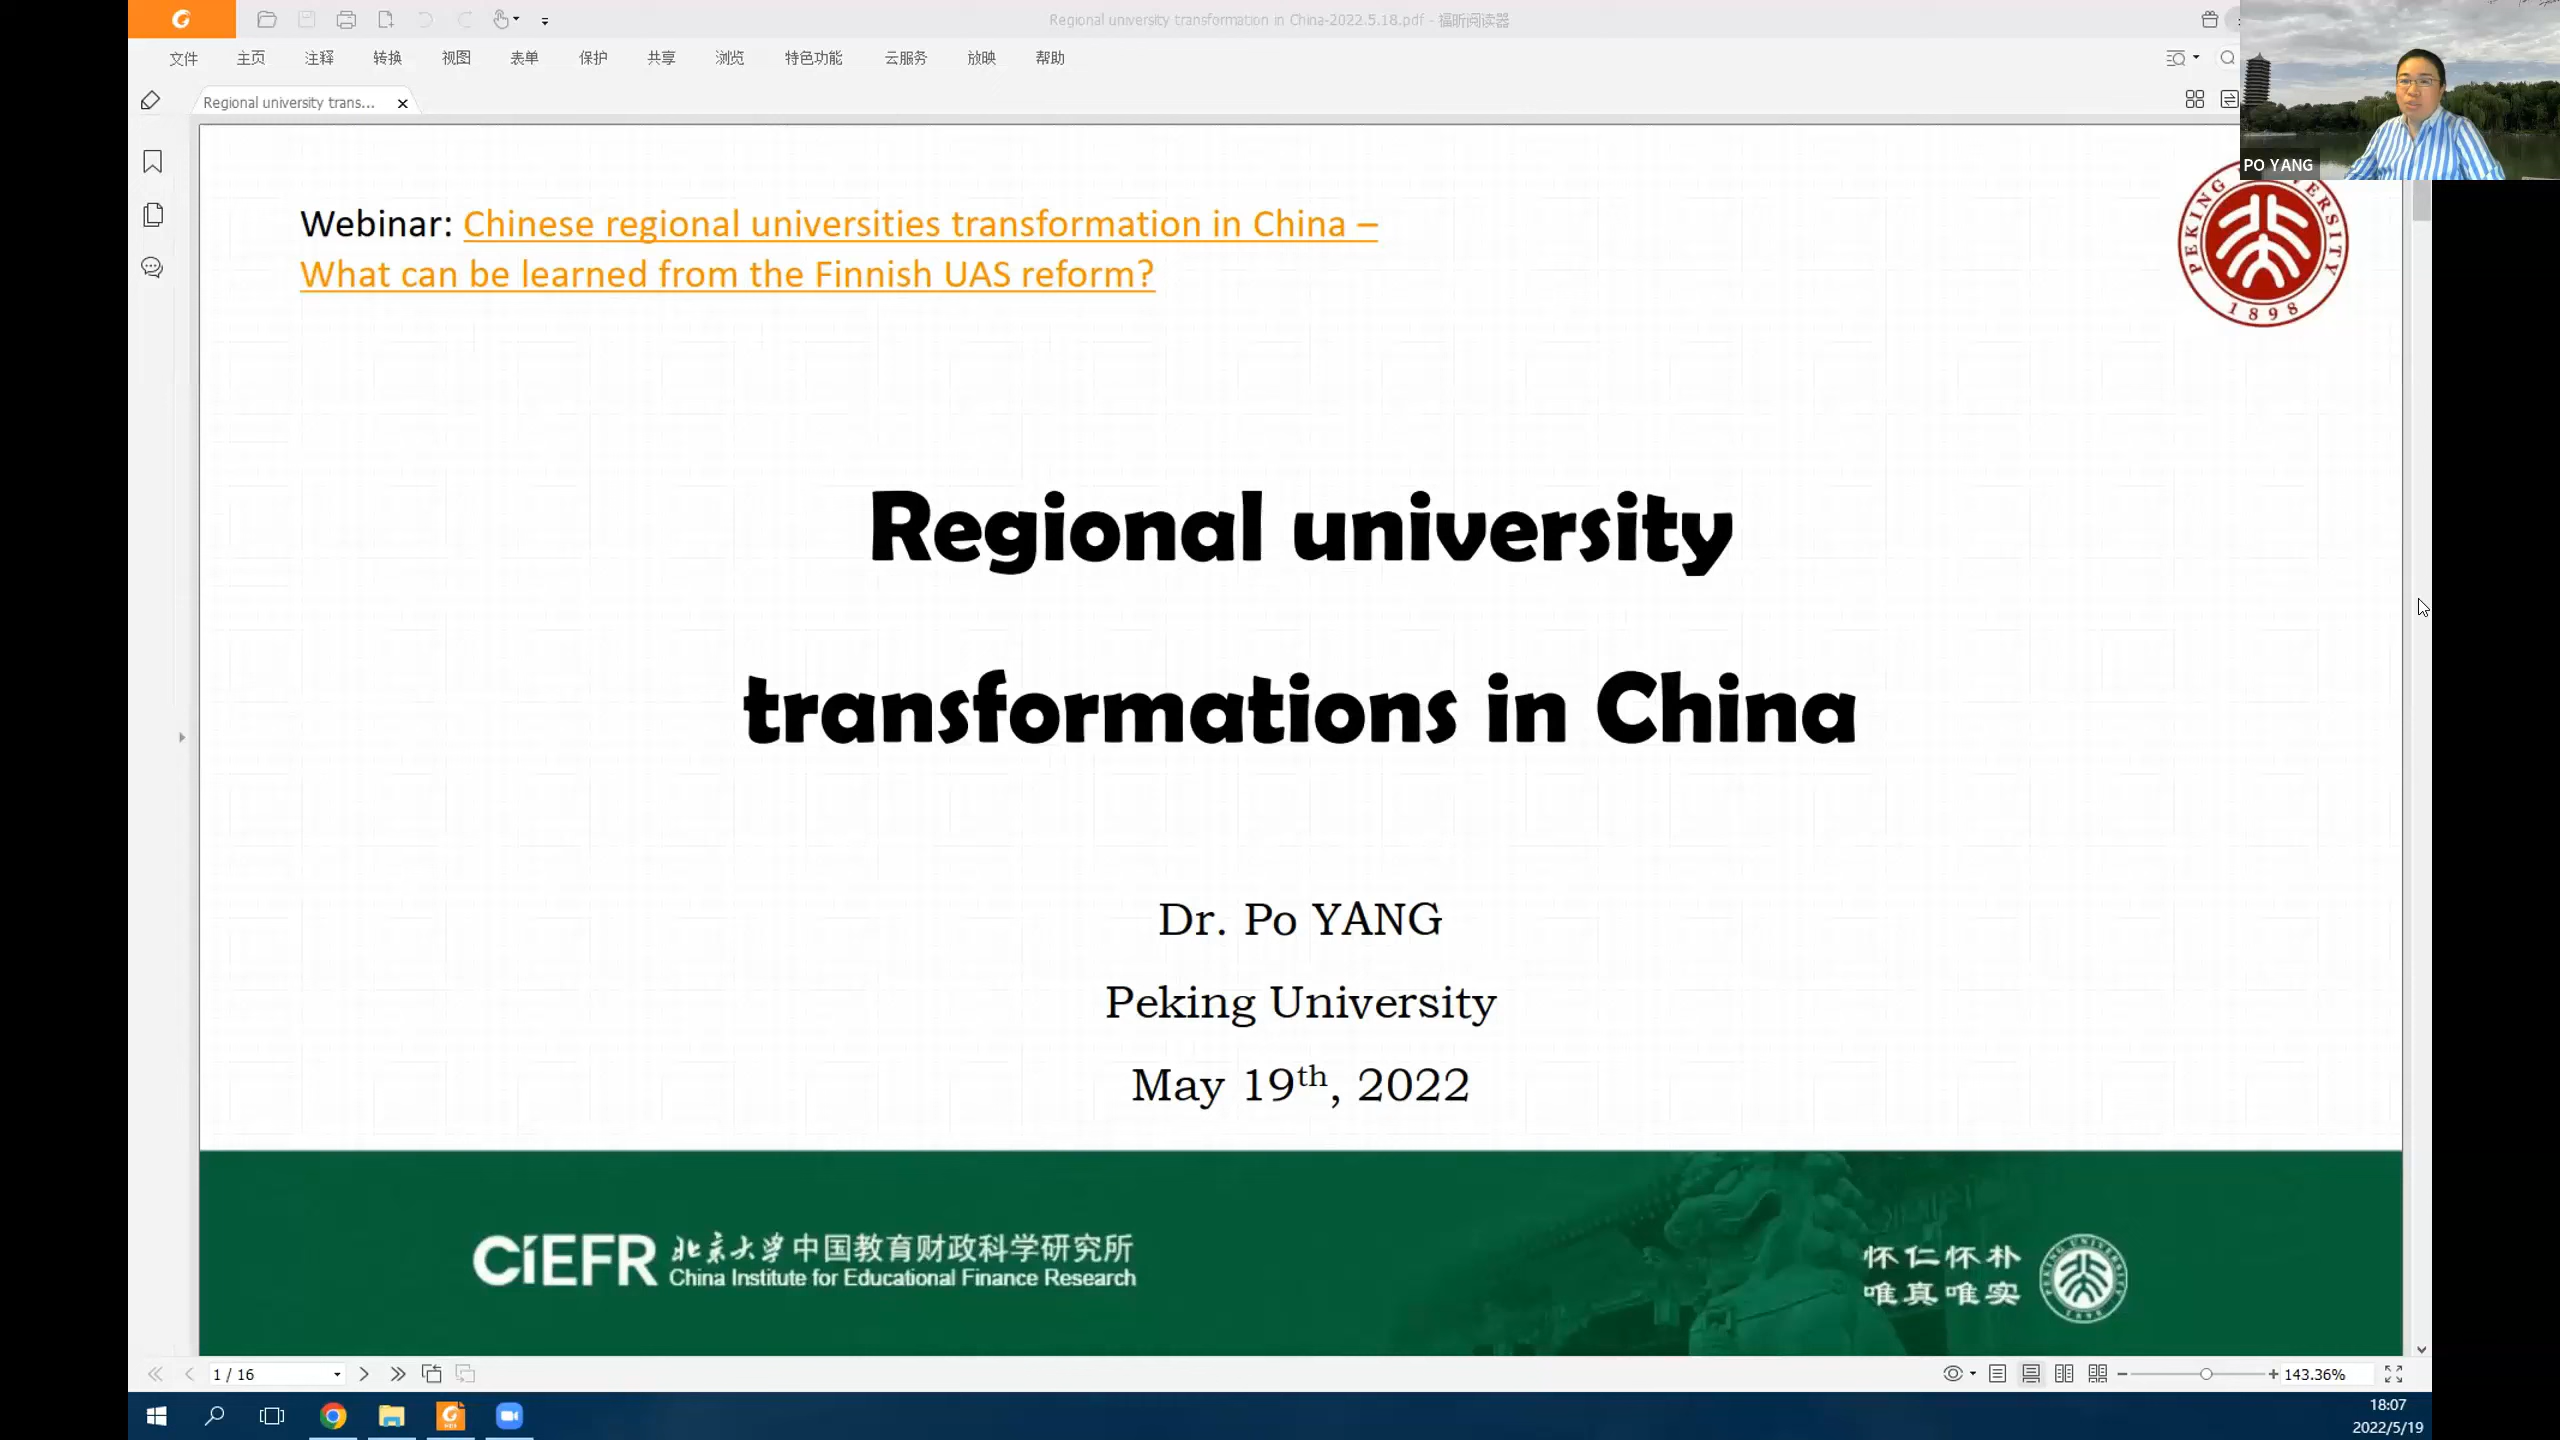 Regional university transformation in China-2022.5.18.pdf - 福昕阅读器
文件 主页 注释 转换 视图 表单 保护 共享 浏览 特色功能 云服务 放映 帮助
Regional university trans...
PO YANG
Webinar: Chinese regional universities transformation in China –
What can be learned from the Finnish UAS reform?
PEKING UNIVERSITY
1898
Regional university
transformations in China
Dr. Po YANG
Peking University
May 19th, 2022
CIEFR 北京大学中国教育财政科学研究所
China Institute for Educational Finance Research
怀仁怀朴
唯真唯实
PEKING UNIVERSITY
1898
1 / 16
143.36%
18:07
2022/5/19